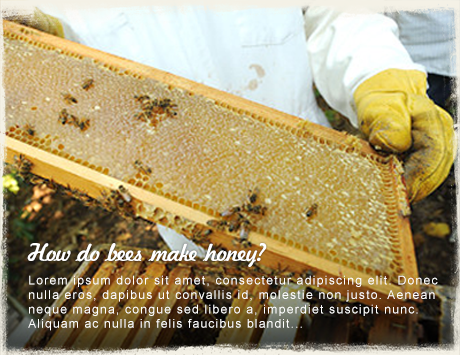 How do bees make honey?
Lorem ipsum dolor sit amet, consectetur adipiscing elit. Donec
nulla eros, dapibus ut convallis id, molestie non justo. Aenean
neque magna, congue sed libero a, imperdiet suscipit nunc.
Aliquam ac nulla in felis faucibus blandit...